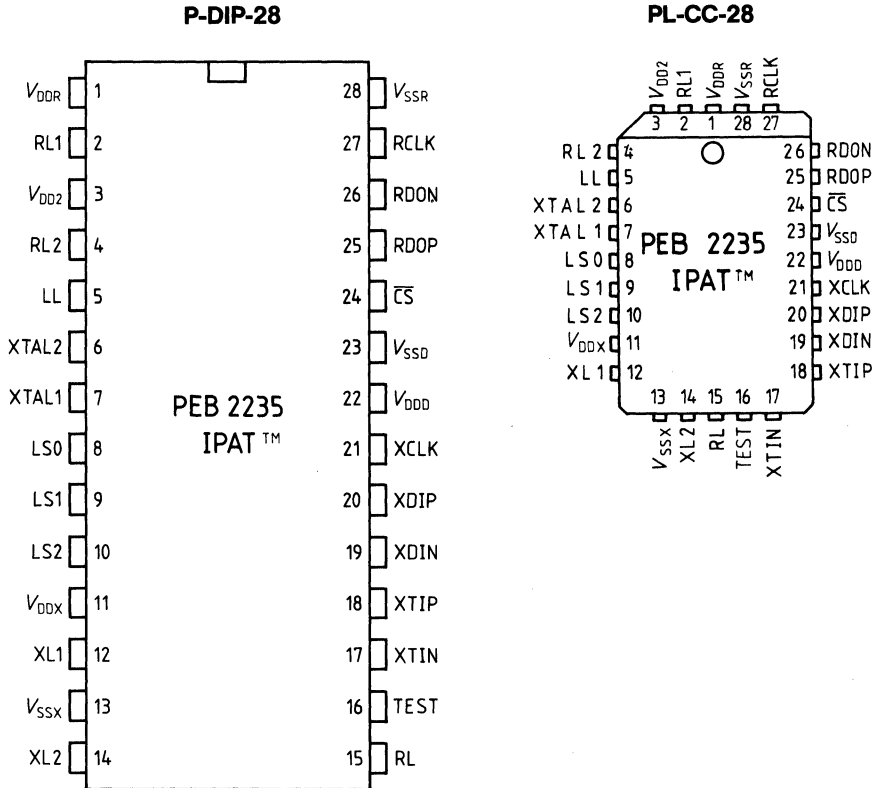 P-DIP-28
VDDR 1 28 VSSR
RL1 2 27 RCLK
VDD2 3 26 RDON
RL2 4 25 RDOP
LL 5 24 C̅S̅
XTAL2 6 23 VSSD
XTAL1 7 22 VDDD
PEB 2235
IPAT™
LS0 8 21 XCLK
LS1 9 20 XDIP
LS2 10 19 XDIN
VDDX 11 18 XTIP
XL1 12 17 XTIN
VSSX 13 16 TEST
XL2 14 15 RL
PL-CC-28
VDD2 RL1 VDDR VSSR RCLK
3 2 1 28 27
RL2 4 26 RDON
LL 5 25 RDOP
XTAL2 6 24 C̅S̅
XTAL1 7 23 VSSD
PEB 2235
IPAT™
LS0 8 22 VDDD
LS1 9 21 XCLK
LS2 10 20 XDIP
VDDX 11 19 XDIN
XL1 12 18 XTIP
13 14 15 16 17
VSSX XL2 RL TEST XTIN